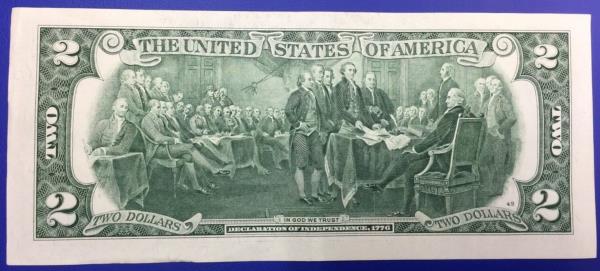 2 THE UNITED STATES OF AMERICA 2
TWO TWO
2 TWO DOLLARS IN GOD WE TRUST TWO DOLLARS 2
DECLARATION OF INDEPENDENCE, 1776